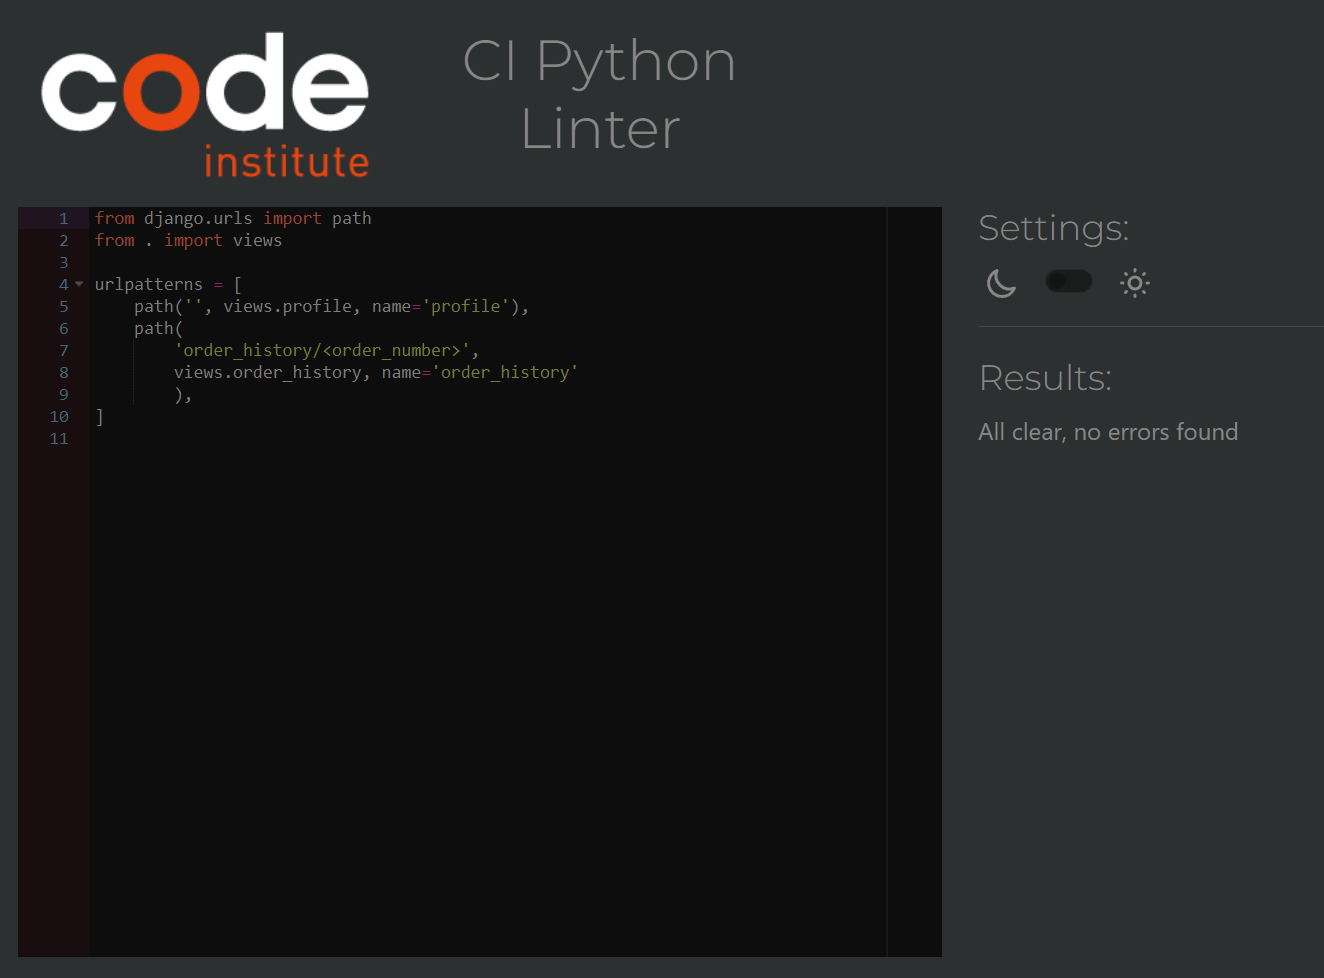 code
institute
CI Python
Linter
1 from django.urls import path
2 from . import views
3
4 urlpatterns = [
5     path('', views.profile, name='profile'),
6     path(
7         'order_history/<order_number>',
8         views.order_history, name='order_history'
9         ),
10 ]
11
Settings:
Results:
All clear, no errors found